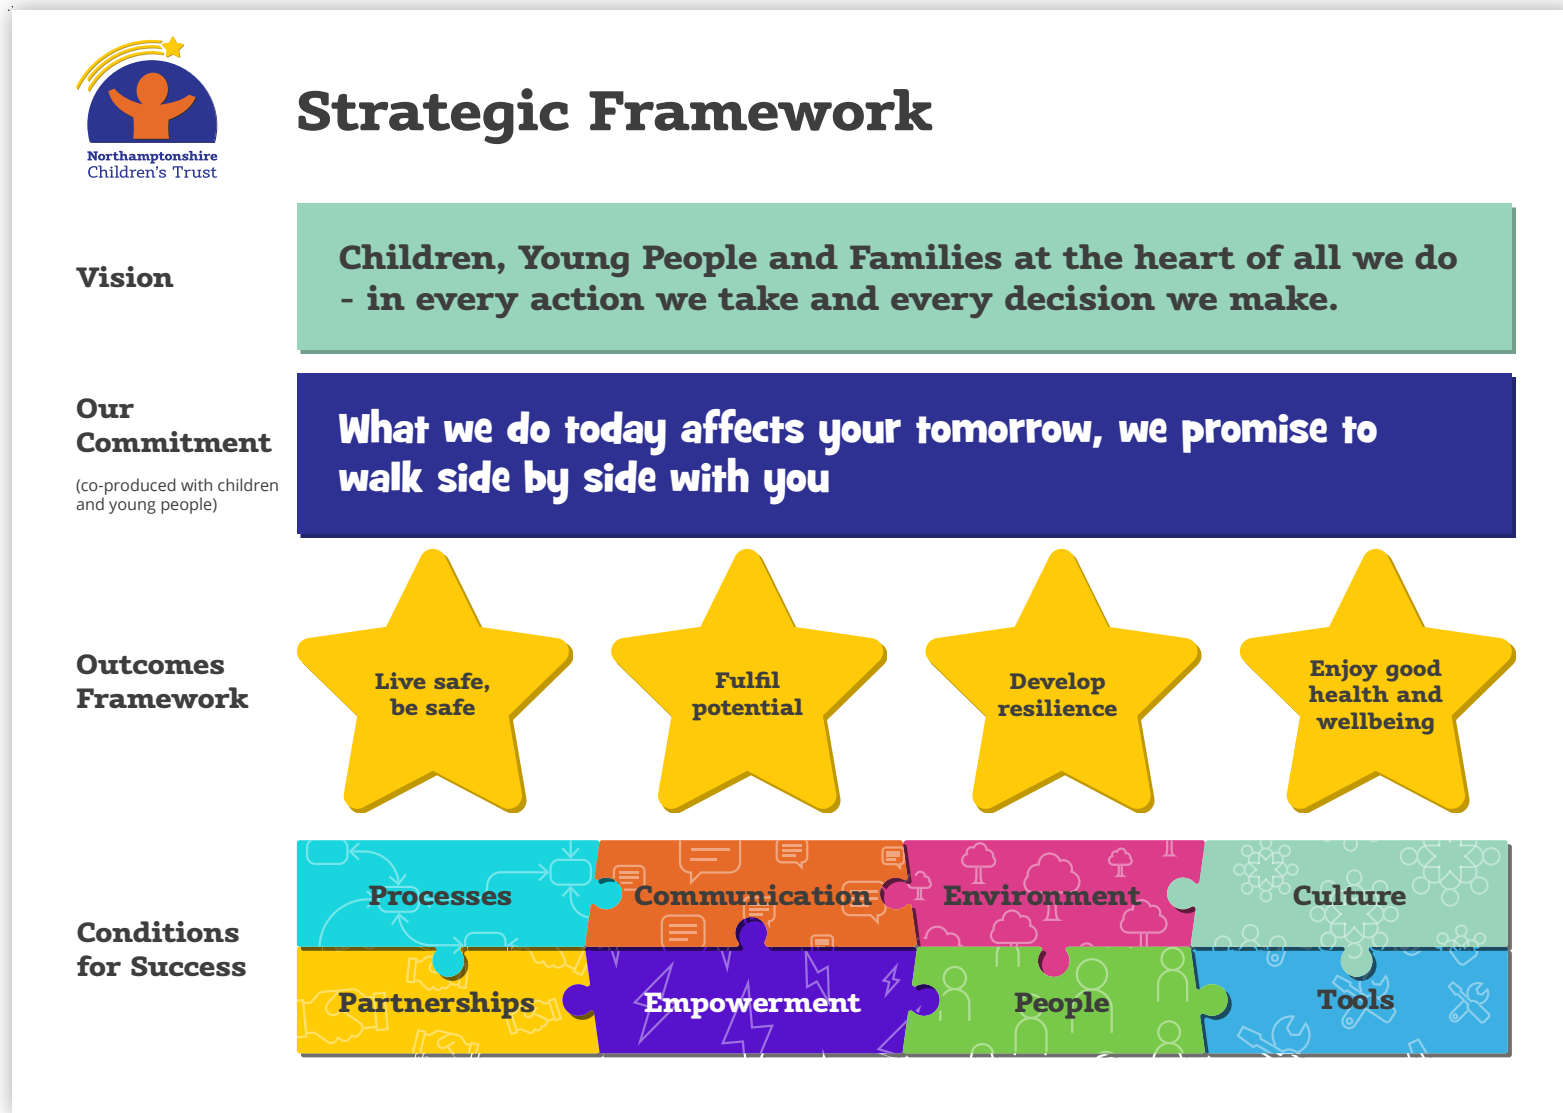 Northamptonshire
Children's Trust
Strategic Framework
Vision
Children, Young People and Families at the heart of all we do
- in every action we take and every decision we make.
Our
Commitment
(co-produced with children
and young people)
What we do today affects your tomorrow, we promise to
walk side by side with you
Outcomes
Framework
Live safe,
be safe
Fulfil
potential
Develop
resilience
Enjoy good
health and
wellbeing
Conditions
for Success
Processes
Communication
Environment
Culture
Partnerships
Empowerment
People
Tools